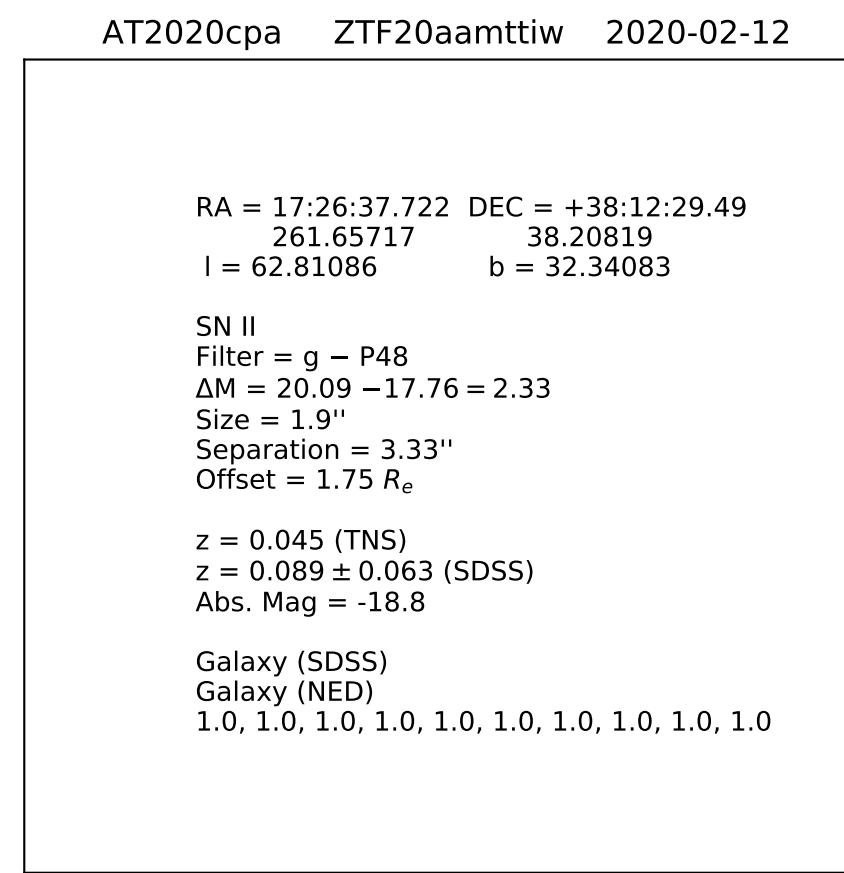 AT2020cpa ZTF20aamttiw 2020-02-12
RA = 17:26:37.722 DEC = +38:12:29.49
261.65717 38.20819
l = 62.81086 b = 32.34083
SN II
Filter = g − P48
ΔM = 20.09 −17.76 = 2.33
Size = 1.9''
Separation = 3.33''
Offset = 1.75 Rₑ
z = 0.045 (TNS)
z = 0.089 ± 0.063 (SDSS)
Abs. Mag = -18.8
Galaxy (SDSS)
Galaxy (NED)
1.0, 1.0, 1.0, 1.0, 1.0, 1.0, 1.0, 1.0, 1.0, 1.0